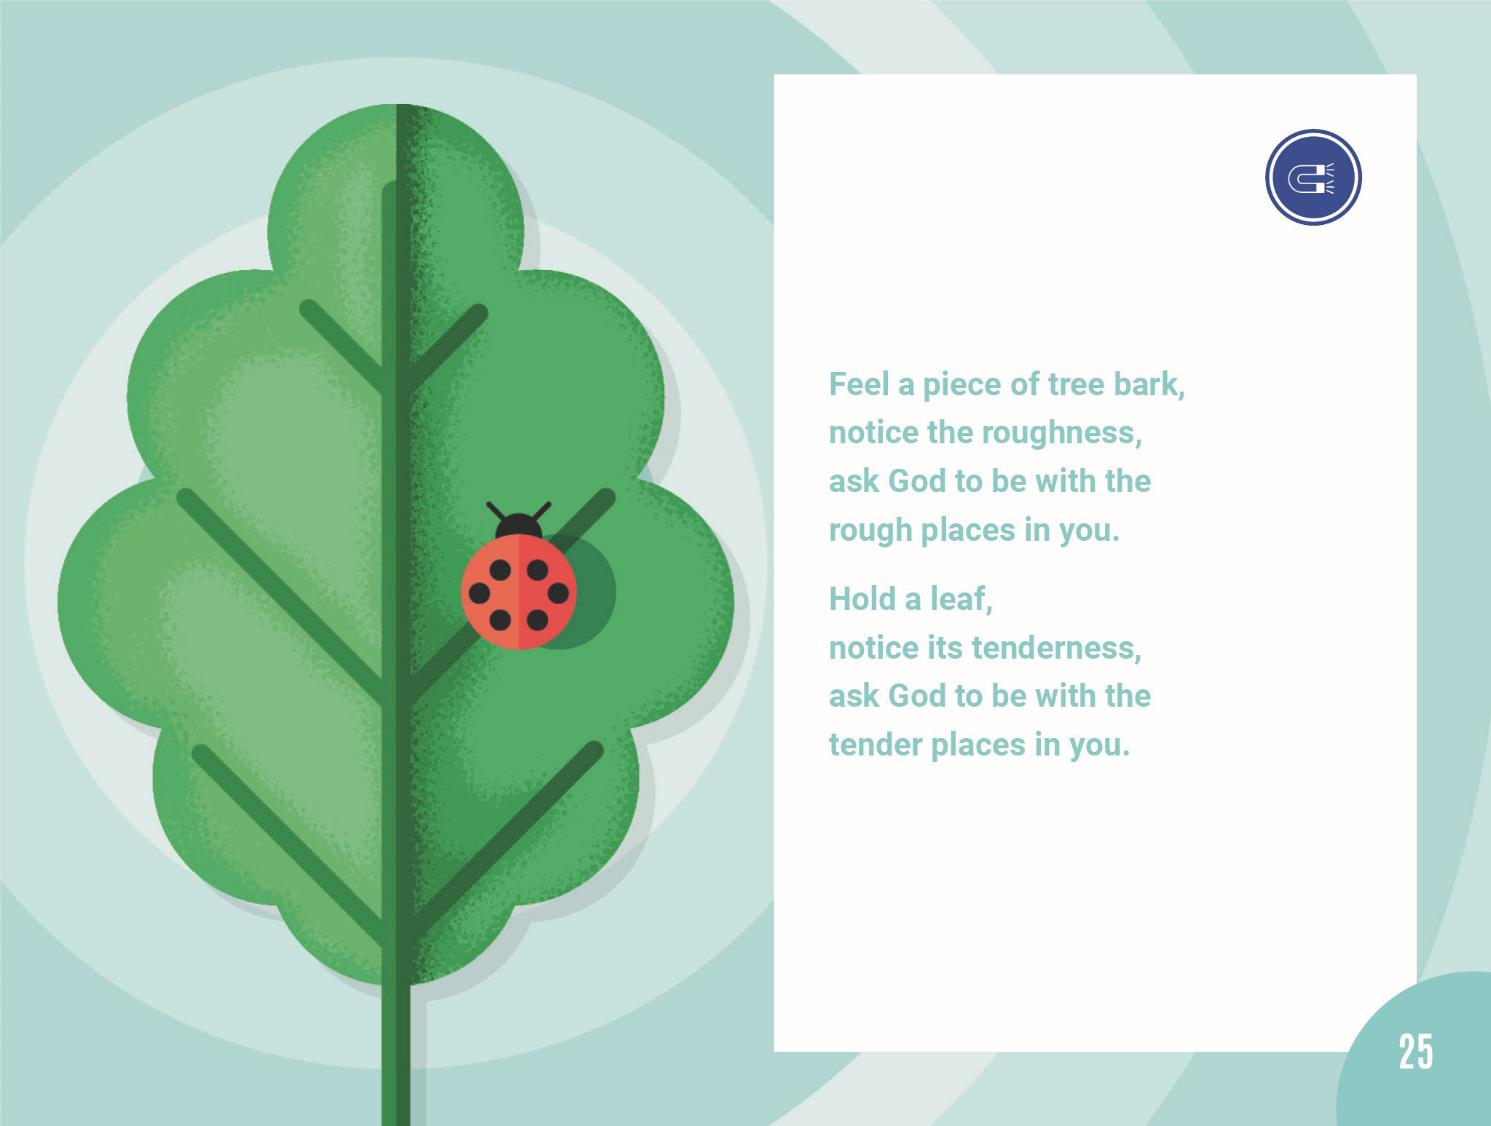 Feel a piece of tree bark,
notice the roughness,
ask God to be with the
rough places in you.
Hold a leaf,
notice its tenderness,
ask God to be with the
tender places in you.
25